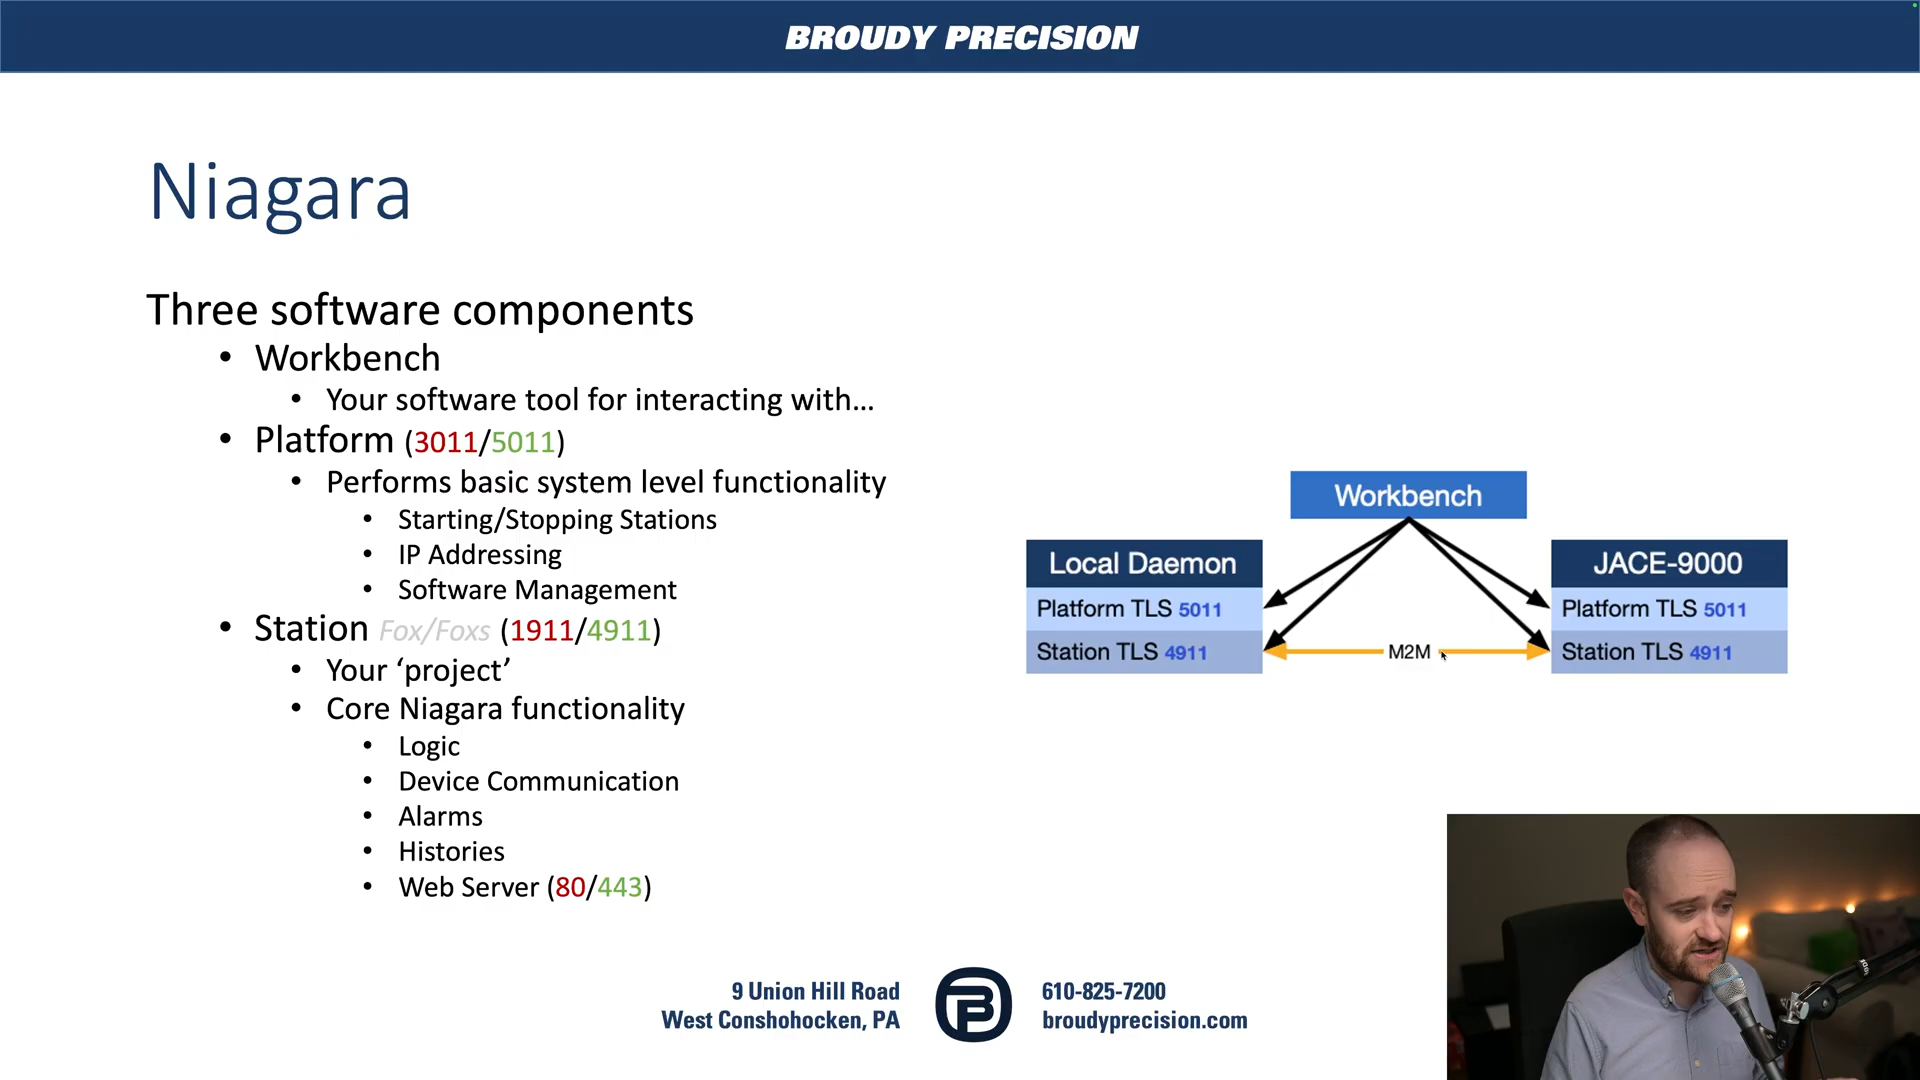 BROUDY PRECISION
Niagara
Three software components
• Workbench
• Your software tool for interacting with...
• Platform (3011/5011)
• Performs basic system level functionality
• Starting/Stopping Stations
• IP Addressing
• Software Management
• Station Fox/Foxs (1911/4911)
• Your ‘project’
• Core Niagara functionality
• Logic
• Device Communication
• Alarms
• Histories
• Web Server (80/443)
Workbench
Local Daemon
Platform TLS 5011
Station TLS 4911
M2M
JACE-9000
Platform TLS 5011
Station TLS 4911
9 Union Hill Road
West Conshohocken, PA
610-825-7200
broudyprecision.com